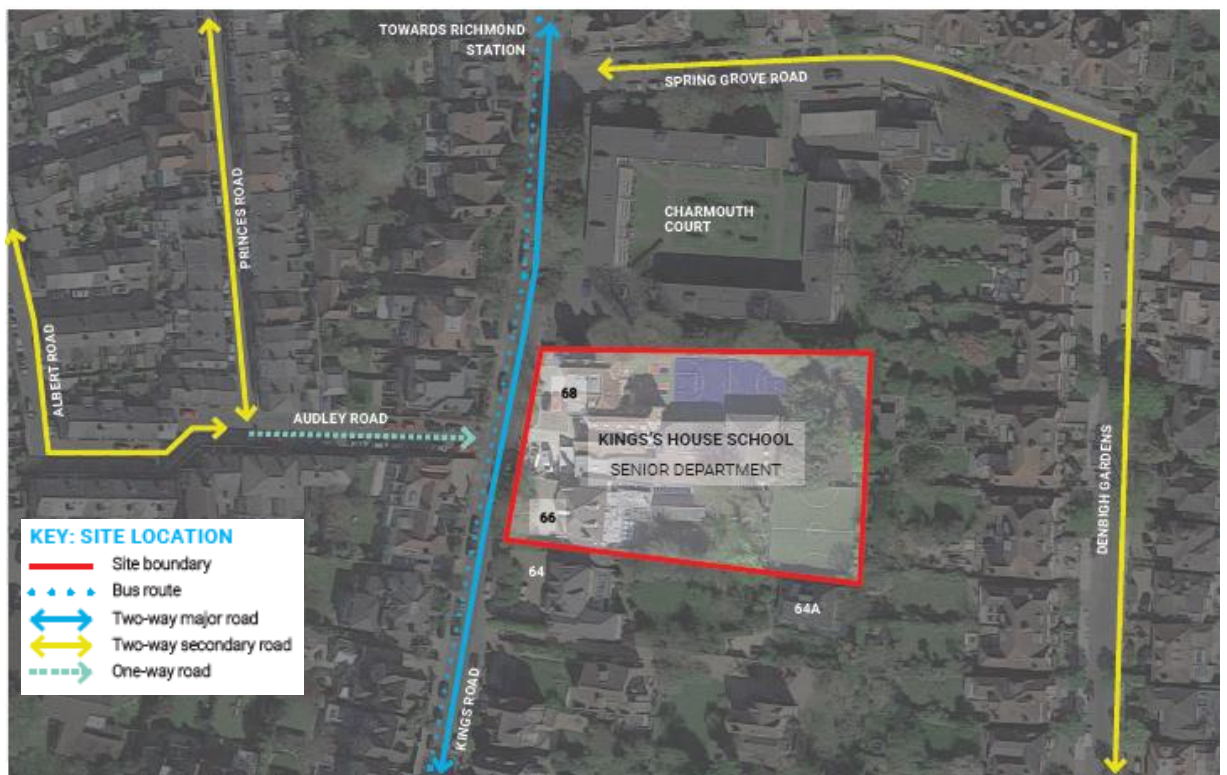 TOWARDS RICHMOND
STATION
SPRING GROVE ROAD
PRINCES ROAD
CHARMOUTH
COURT
ALBERT ROAD
AUDLEY ROAD
68
KINGS'S HOUSE SCHOOL
SENIOR DEPARTMENT
66
64
64A
DENBIGH GARDENS
KINGS ROAD
KEY: SITE LOCATION
Site boundary
Bus route
Two-way major road
Two-way secondary road
One-way road